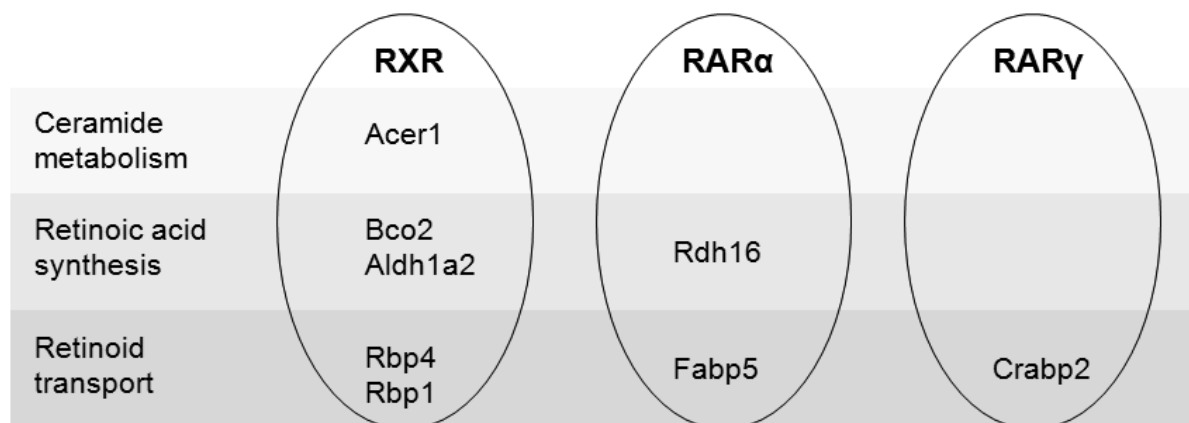 RXR RARα RARγ
Ceramide
metabolism
Acer1
Retinoic acid
synthesis
Bco2
Aldh1a2
Rdh16
Retinoid
transport
Rbp4
Rbp1
Fabp5
Crabp2